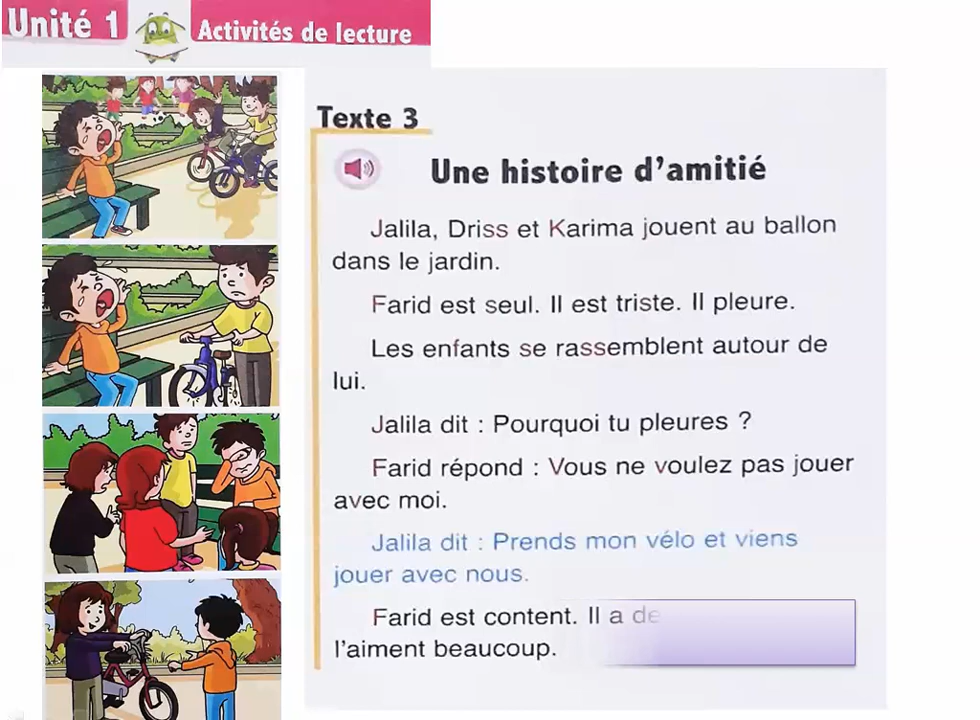 Unité 1
Activités de lecture
Texte 3
Une histoire d'amitié
Jalila, Driss et Karima jouent au ballon
dans le jardin.
Farid est seul. Il est triste. Il pleure.
Les enfants se rassemblent autour de
lui.
Jalila dit : Pourquoi tu pleures ?
Farid répond : Vous ne voulez pas jouer
avec moi.
Jalila dit : Prends mon vélo et viens
jouer avec nous.
Farid est content. Il a
l'aiment beaucoup.